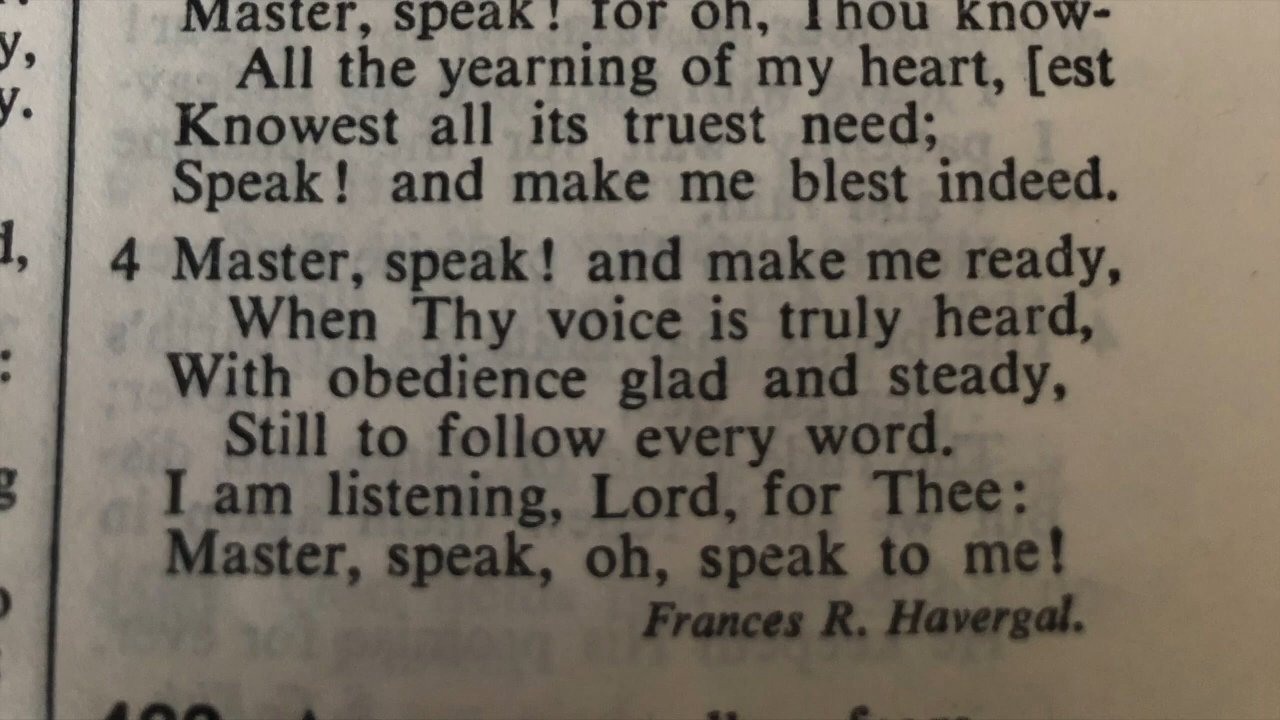 Master, speak! for oh, Thou know-
All the yearning of my heart, [est
Knowest all its truest need;
Speak! and make me blest indeed.
4 Master, speak! and make me ready,
When Thy voice is truly heard,
With obedience glad and steady,
Still to follow every word.
I am listening, Lord, for Thee:
Master, speak, oh, speak to me!
Frances R. Havergal.